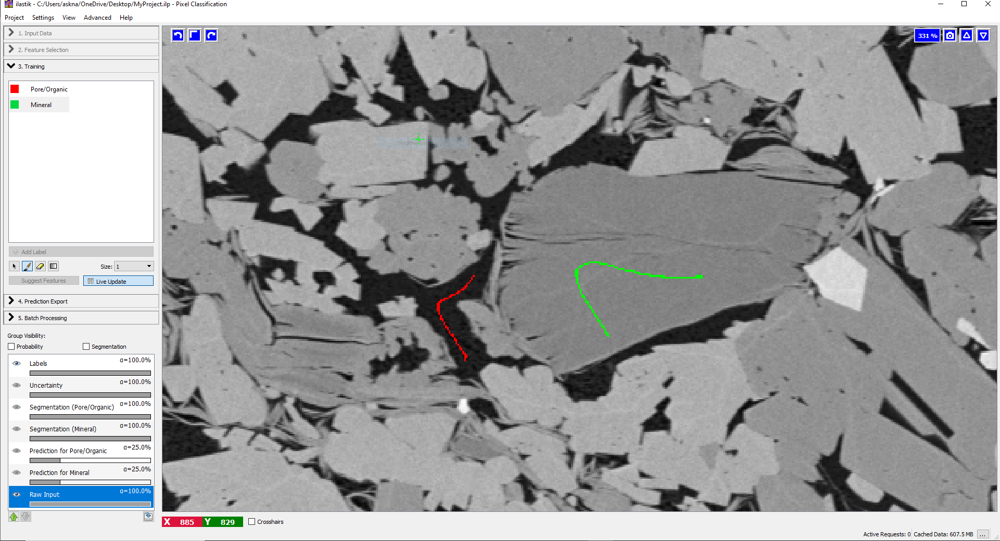 ilastik - C:/Users/askna/OneDrive/Desktop/MyProject.ilp - Pixel Classification
Project Settings View Advanced Help
1. Input Data
2. Feature Selection
3. Training
Pore/Organic
Mineral
Add Label
Size: 1
Suggest Features Live Update
4. Prediction Export
5. Batch Processing
Group Visibility:
Probability Segmentation
Labels α=100.0%
Uncertainty α=100.0%
Segmentation (Pore/Organic) α=100.0%
Segmentation (Mineral) α=100.0%
Prediction for Pore/Organic α=25.0%
Prediction for Mineral α=25.0%
Raw Input α=100.0%
331 %
X 885 Y 829 Crosshairs
Active Requests: 0 Cached Data: 607.5 MB ...